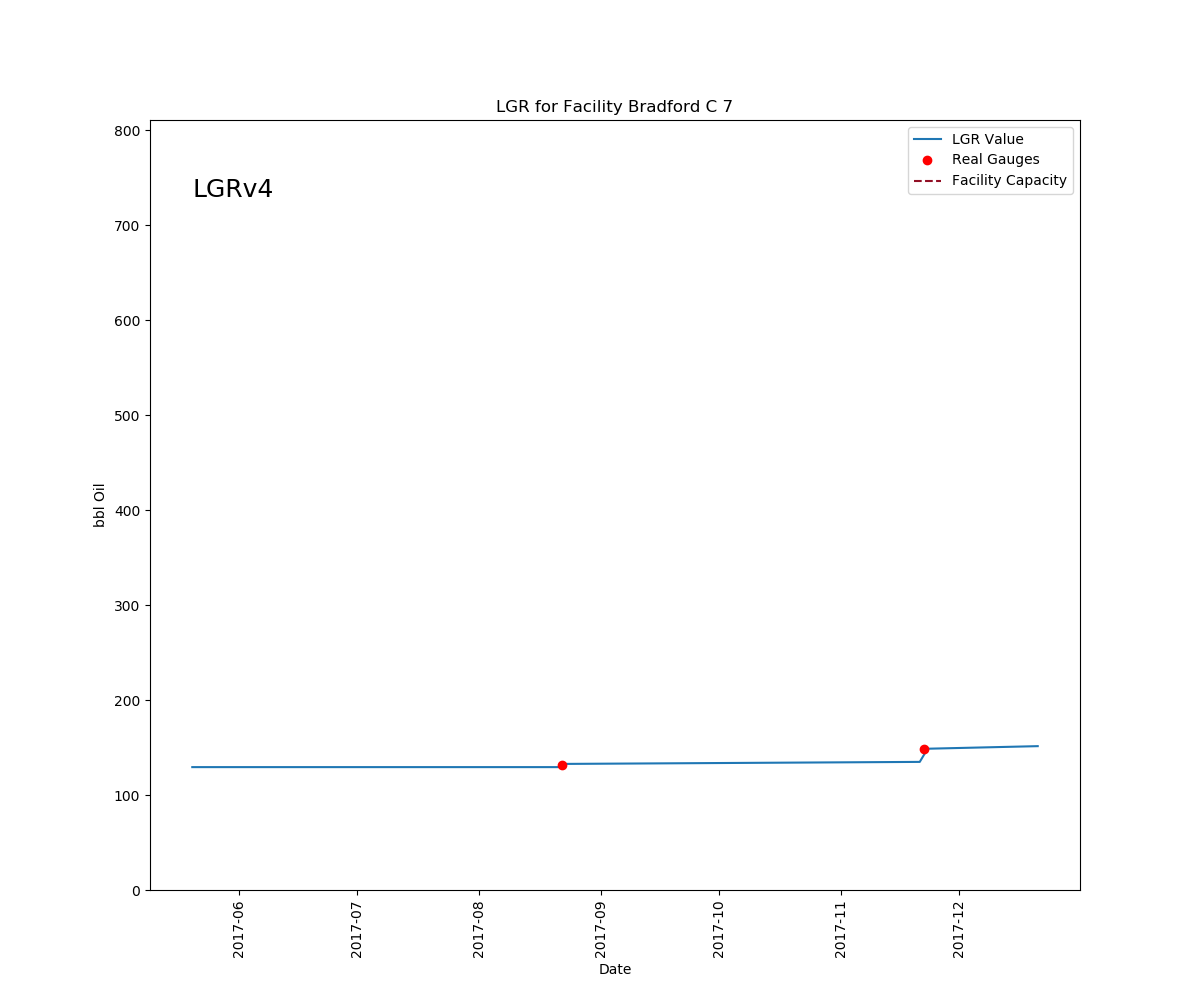 LGR for Facility Bradford C 7
LGRv4
LGR Value
Real Gauges
Facility Capacity
800
700
600
500
400
300
200
100
0
bbl Oil
2017-06
2017-07
2017-08
2017-09
2017-10
2017-11
2017-12
Date